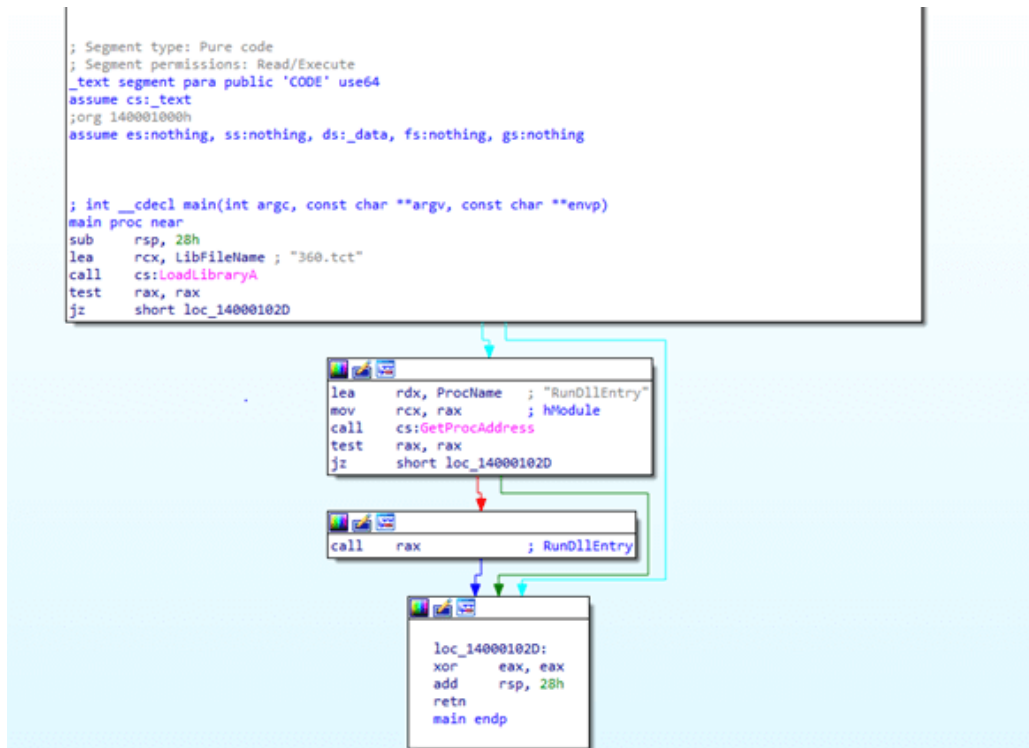 ; Segment type: Pure code
; Segment permissions: Read/Execute
_text segment para public 'CODE' use64
assume cs:_text
;org 140001000h
assume es:nothing, ss:nothing, ds:_data, fs:nothing, gs:nothing
; int __cdecl main(int argc, const char **argv, const char **envp)
main proc near
sub rsp, 28h
lea rcx, LibFileName ; "360.tct"
call cs:LoadLibraryA
test rax, rax
jz short loc_14000102D
lea rdx, ProcName ; "RunDllEntry"
mov rcx, rax ; hModule
call cs:GetProcAddress
test rax, rax
jz short loc_14000102D
call rax ; RunDllEntry
loc_14000102D:
xor eax, eax
add rsp, 28h
retn
main endp